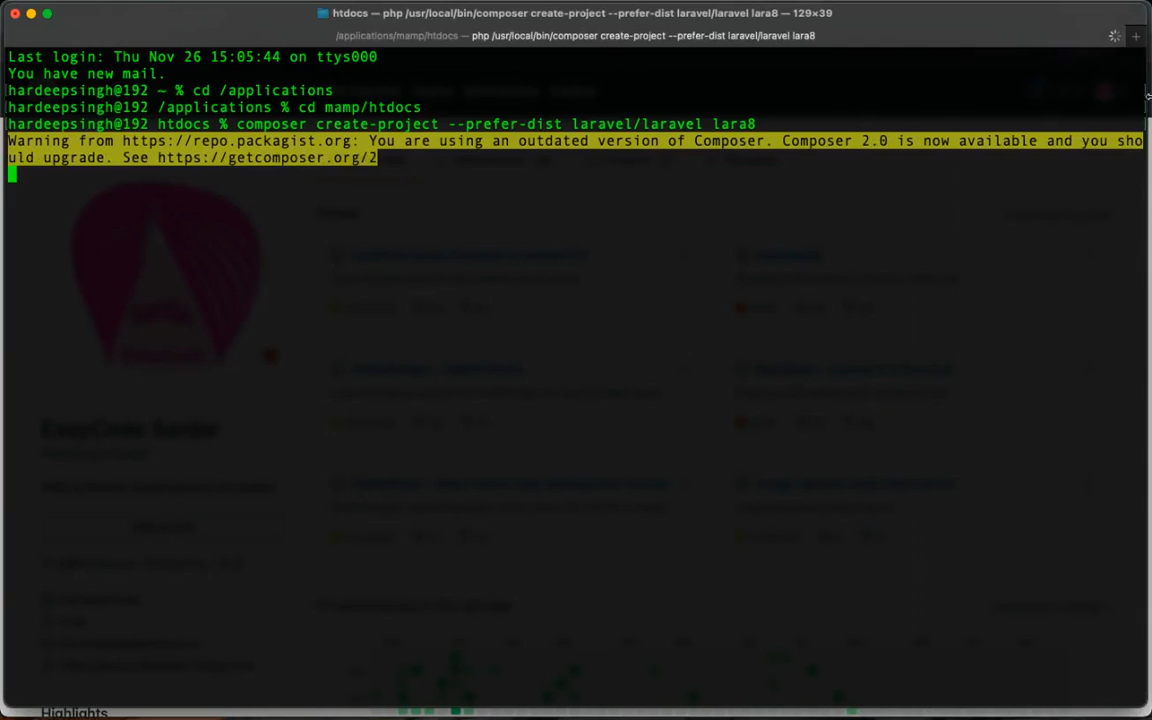 htdocs — php /usr/local/bin/composer create-project --prefer-dist laravel/laravel lara8 — 129×39
/applications/mamp/htdocs — php /usr/local/bin/composer create-project --prefer-dist laravel/laravel lara8
Last login: Thu Nov 26 15:05:44 on ttys000
You have new mail.
hardeepsingh@192 ~ % cd /applications
hardeepsingh@192 /applications % cd mamp/htdocs
hardeepsingh@192 htdocs % composer create-project --prefer-dist laravel/laravel lara8
Warning from https://repo.packagist.org: You are using an outdated version of Composer. Composer 2.0 is now available and you sho
uld upgrade. See https://getcomposer.org/2
Highlights